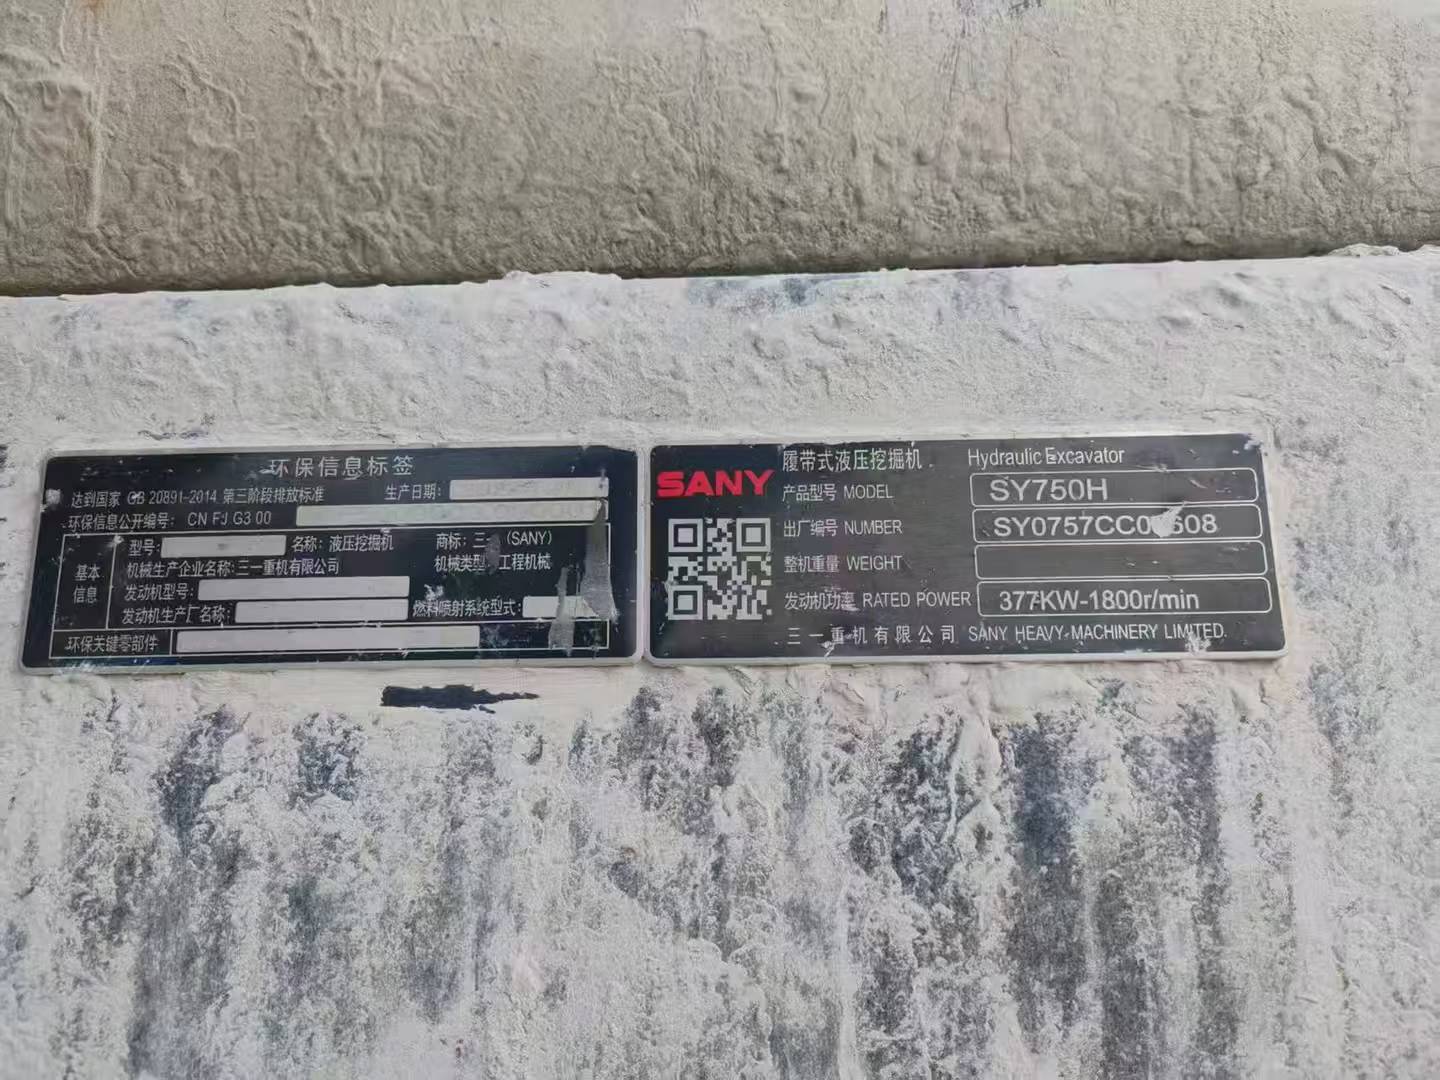 环保信息标签
达到国家 GB 20891-2014 第三阶段排放标准 生产日期:
环保信息公开编号: CN FJ G3 00
基本信息
型号: 名称: 液压挖掘机 商标: 三一 (SANY)
机械生产企业名称: 三一重机有限公司 机械类型: 工程机械
发动机型号:
发动机生产厂名称: 燃料喷射系统型式:
环保关键零部件
SANY
履带式液压挖掘机 Hydraulic Excavator
产品型号 MODEL SY750H
出厂编号 NUMBER
整机重量 WEIGHT
发动机功率 RATED POWER 377KW-1800r/min
三一重机有限公司 SANY HEAVY MACHINERY LIMITED.